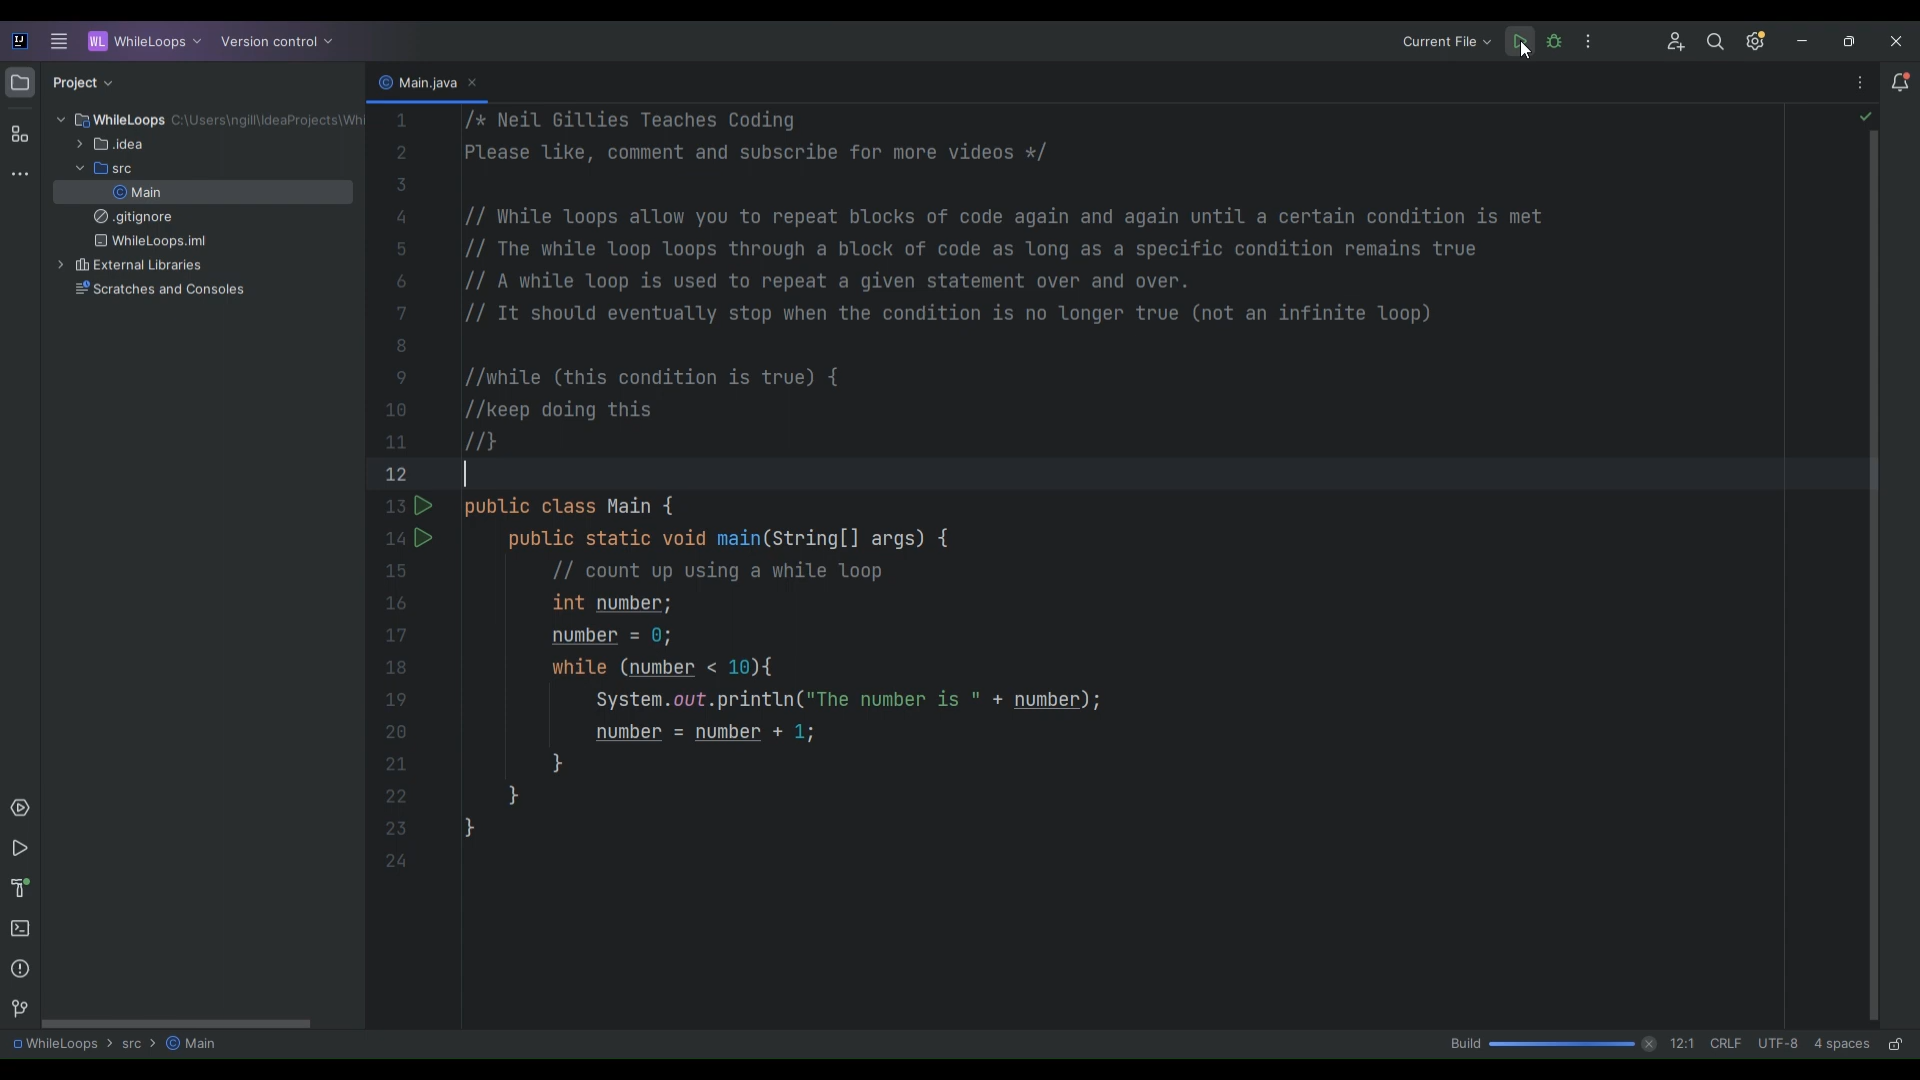 WL WhileLoops Version control Current File
Project
Main.java
WhileLoops C:\Users\ngill\IdeaProjects\Whi
.idea
src
Main
.gitignore
WhileLoops.iml
External Libraries
Scratches and Consoles
1 /* Neil Gillies Teaches Coding
2 Please like, comment and subscribe for more videos */
3
4 // While loops allow you to repeat blocks of code again and again until a certain condition is met
5 // The while loop loops through a block of code as long as a specific condition remains true
6 // A while loop is used to repeat a given statement over and over.
7 // It should eventually stop when the condition is no longer true (not an infinite loop)
8
9 //while (this condition is true) {
10 //keep doing this
11 //}
12
13 public class Main {
14 public static void main(String[] args) {
15 // count up using a while loop
16 int number;
17 number = 0;
18 while (number < 10){
19 System.out.println("The number is " + number);
20 number = number + 1;
21 }
22 }
23 }
24
WhileLoops > src > Main Build 12:1 CRLF UTF-8 4 spaces